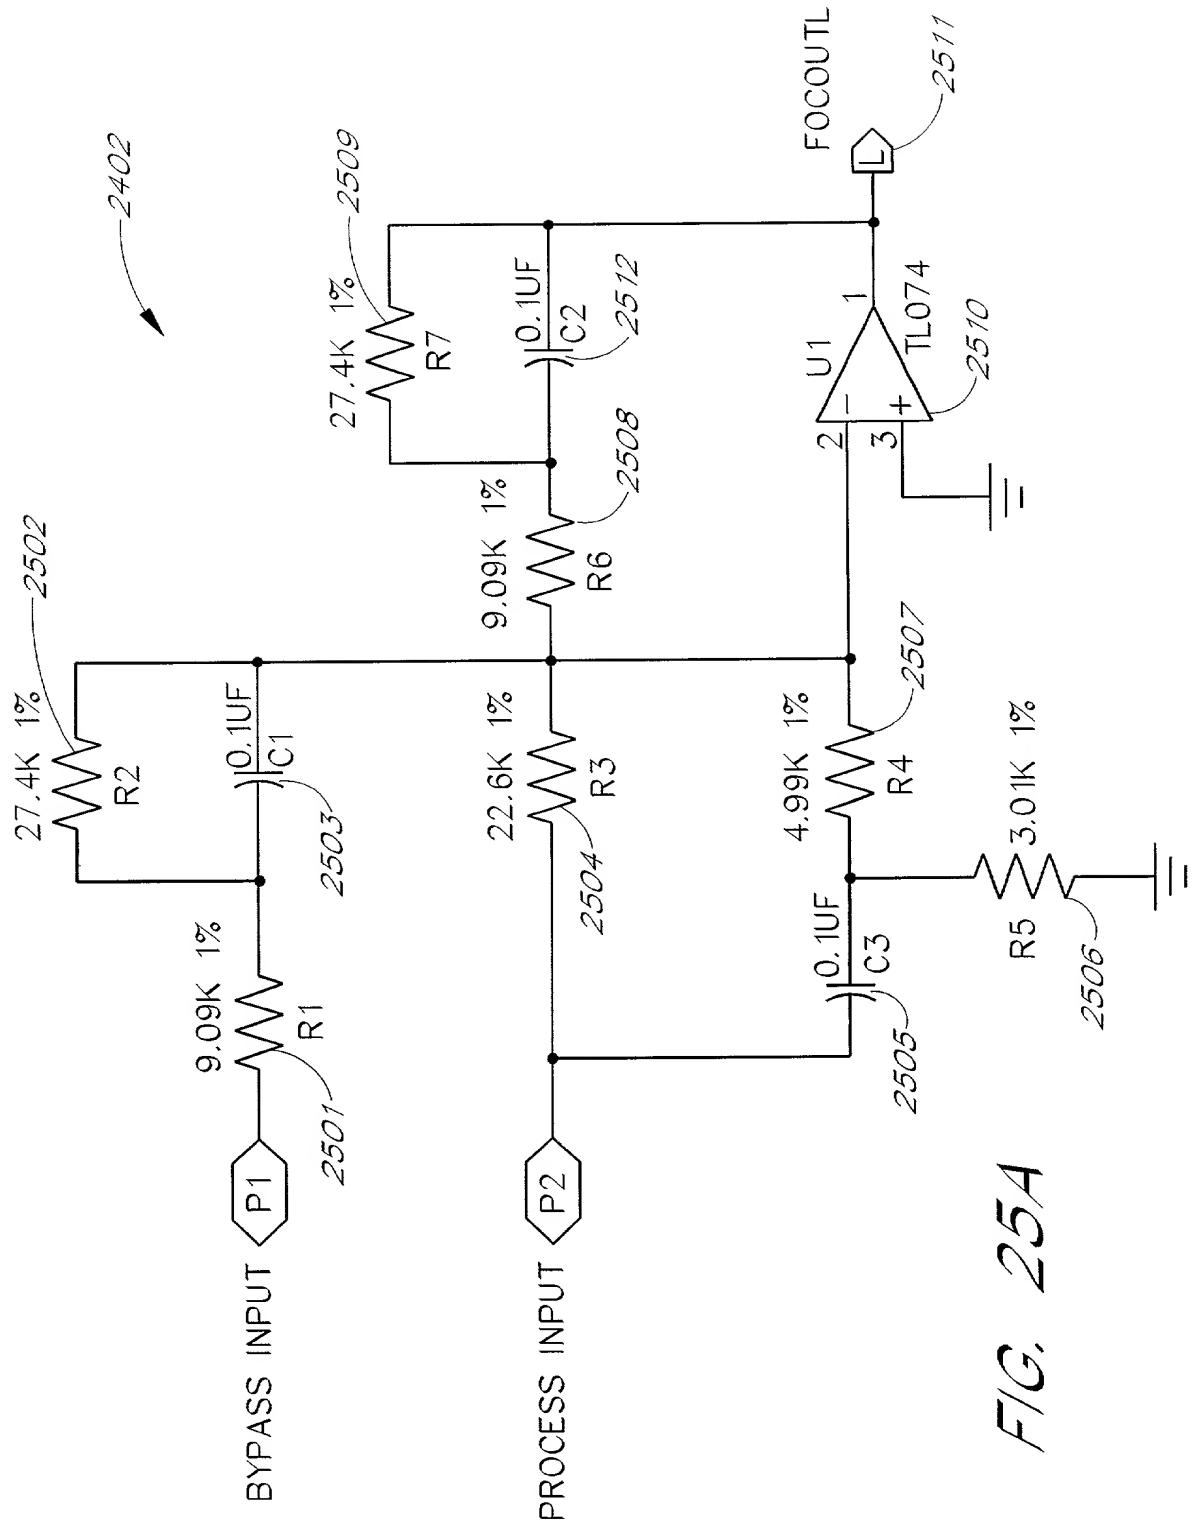 2402
27.4K 1%
2502
R2
0.1UF
C1
2503
9.09K 1%
R1
2501
BYPASS INPUT
P1
27.4K 1%
2509
R7
0.1UF
C2
2512
9.09K 1%
R6
2508
22.6K 1%
R3
2504
PROCESS INPUT
P2
FOCOUTL
L
2511
U1
2
3
1
TL074
2510
4.99K 1%
R4
2507
0.1UF
C3
2505
R5
3.01K 1%
2506
FIG. 25A